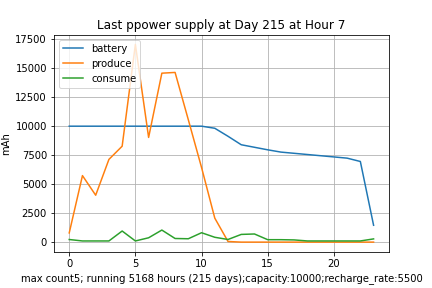 Last ppower supply at Day 215 at Hour 7
17500
15000
12500
10000
7500
5000
2500
0
mAh
battery
produce
consume
0 5 10 15 20
max count5; running 5168 hours (215 days);capacity:10000;recharge_rate:5500